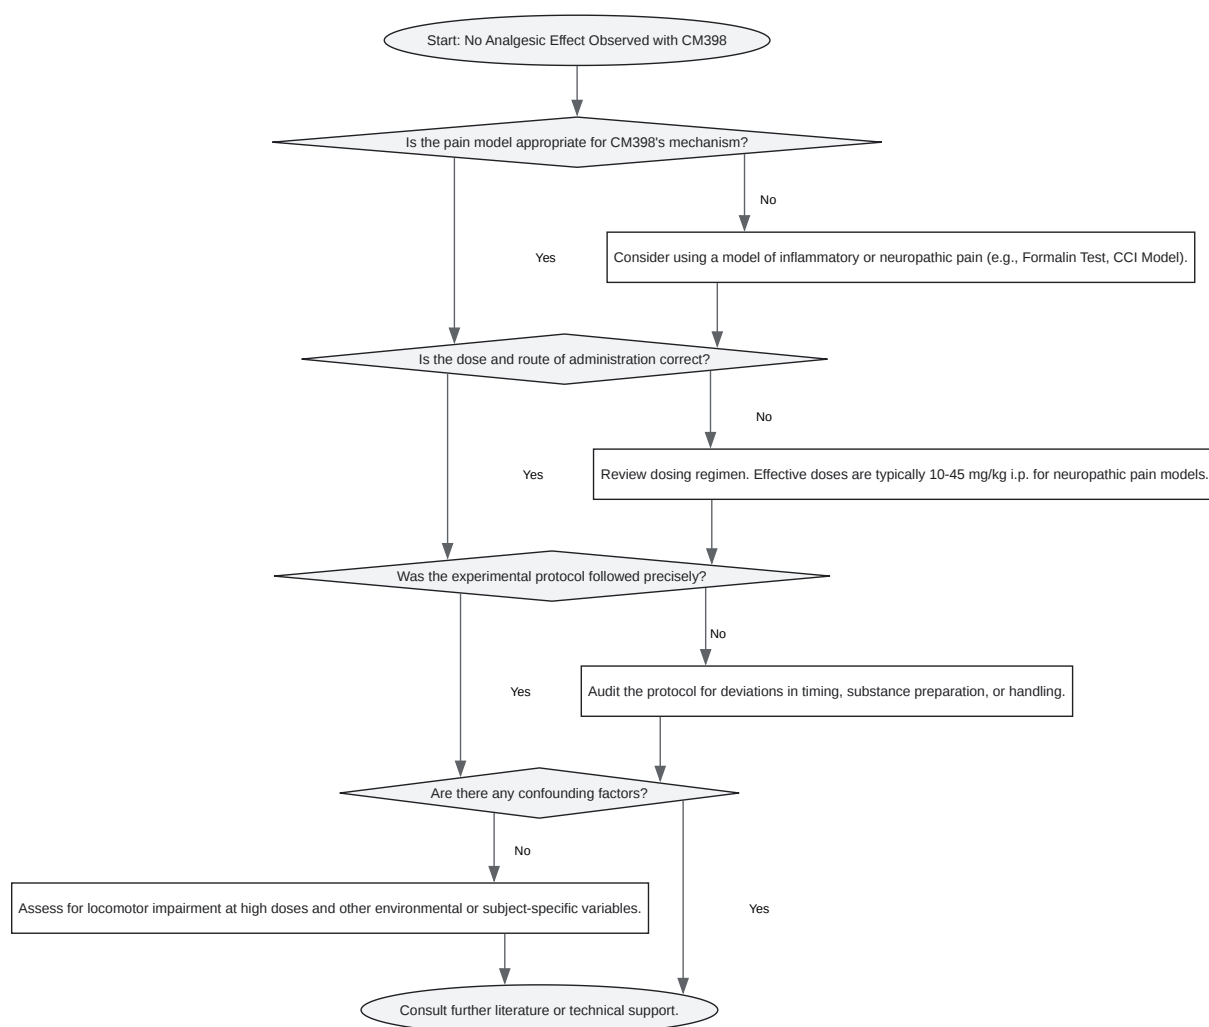 Start: No Analgesic Effect Observed with CM398
Is the pain model appropriate for CM398's mechanism?
No
Yes
Consider using a model of inflammatory or neuropathic pain (e.g., Formalin Test, CCI Model).
Is the dose and route of administration correct?
No
Yes
Review dosing regimen. Effective doses are typically 10-45 mg/kg i.p. for neuropathic pain models.
Was the experimental protocol followed precisely?
No
Yes
Audit the protocol for deviations in timing, substance preparation, or handling.
Are there any confounding factors?
No
Assess for locomotor impairment at high doses and other environmental or subject-specific variables.
Yes
Consult further literature or technical support.